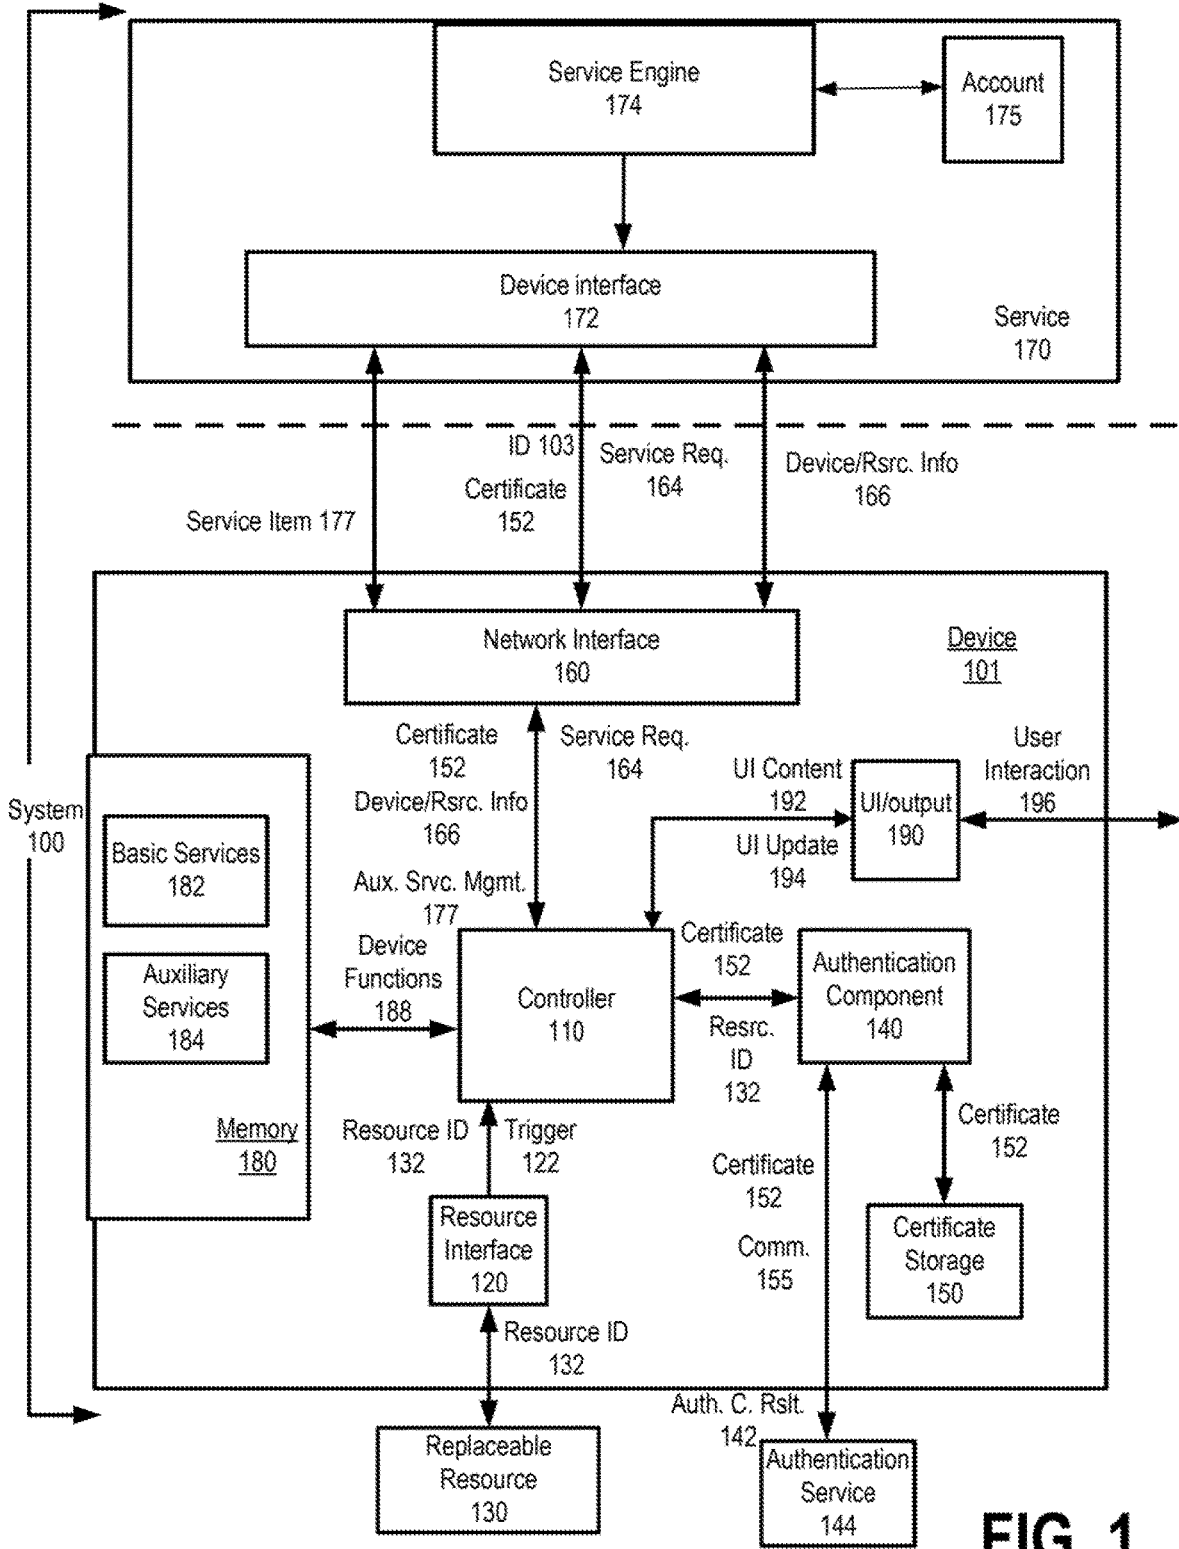 Service Engine
174
Account
175
Device interface
172
Service
170
ID 103
Certificate
152
Service Req.
164
Device/Rsrc. Info
166
Service Item 177
Network Interface
160
Device
101
Certificate
152
Service Req.
164
Device/Rsrc. Info
166
Aux. Srvc. Mgmt.
177
UI Content
192
UI Update
194
UI/output
190
User
Interaction
196
System
100
Basic Services
182
Auxiliary
Services
184
Memory
180
Device
Functions
188
Controller
110
Certificate
152
Resrc.
ID
132
Authentication
Component
140
Certificate
152
Certificate
Storage
150
Resource ID
132
Trigger
122
Resource
Interface
120
Resource ID
132
Certificate
152
Comm.
155
Auth. C. Rslt.
142
Replaceable
Resource
130
Authentication
Service
144
FIG. 1